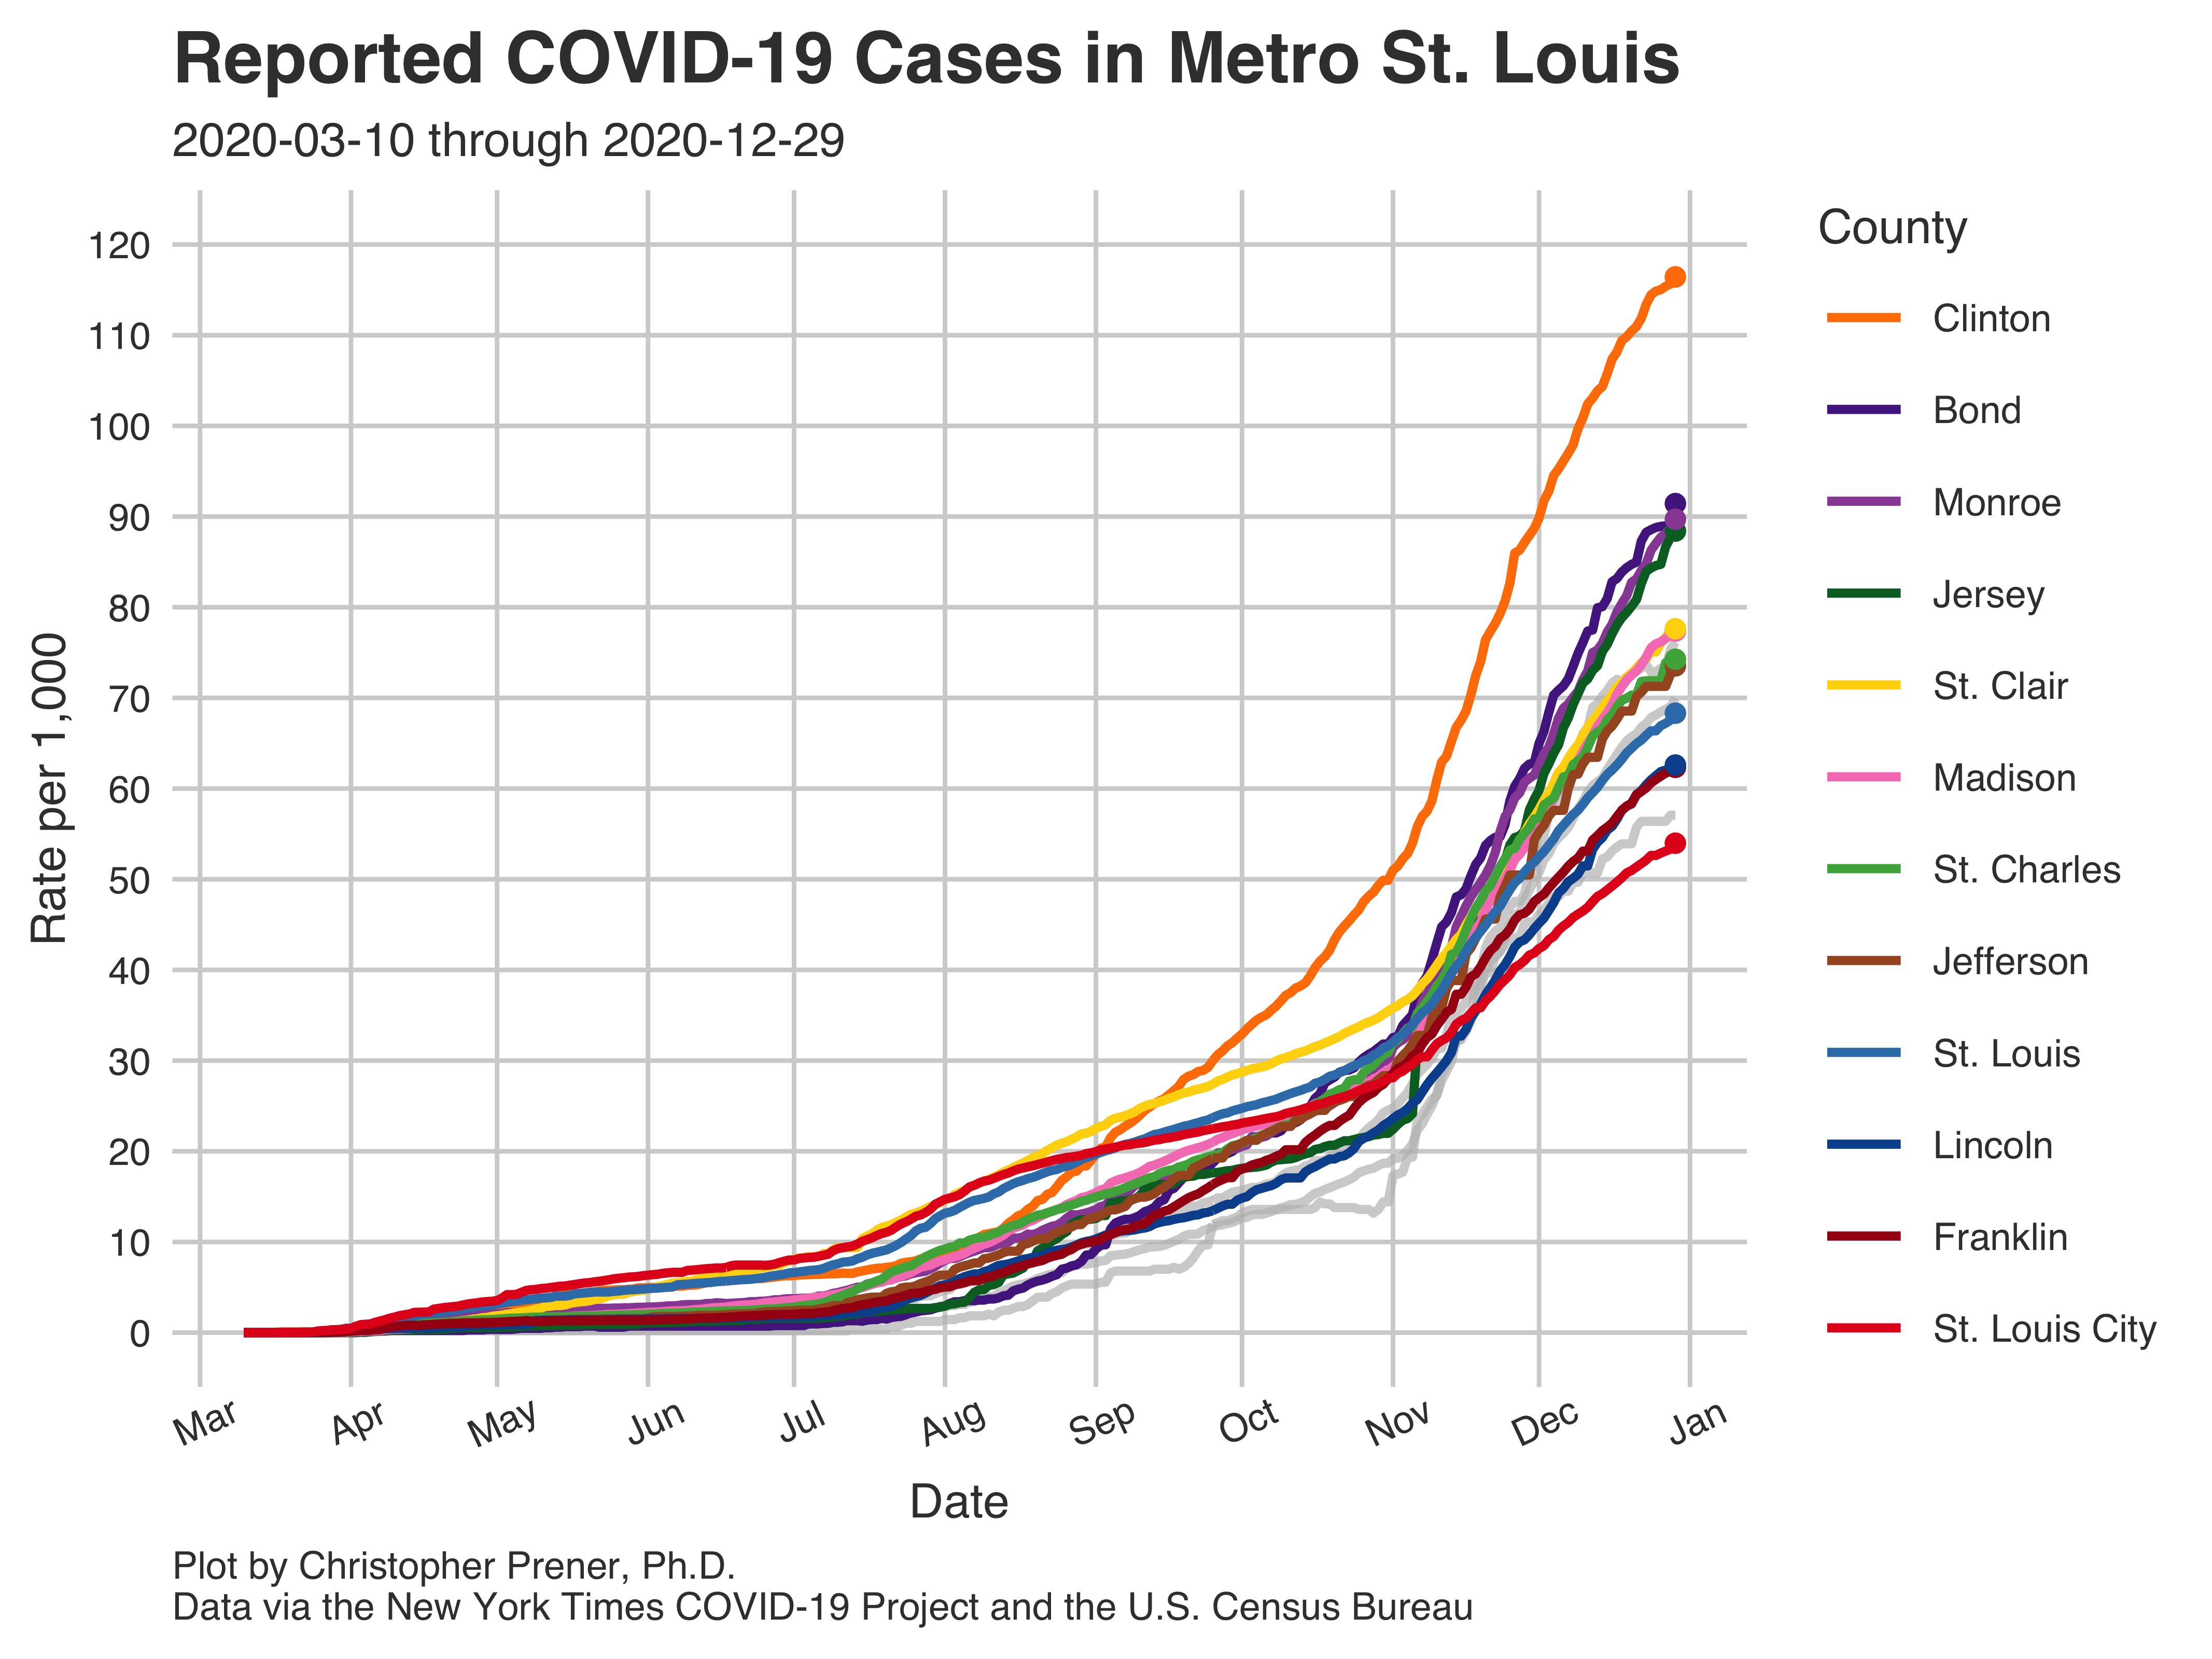 Reported COVID-19 Cases in Metro St. Louis
2020-03-10 through 2020-12-29
Rate per 1,000
120
110
100
90
80
70
60
50
40
30
20
10
0
Mar
Apr
May
Jun
Jul
Aug
Sep
Oct
Nov
Dec
Jan
Date
County
Clinton
Bond
Monroe
Jersey
St. Clair
Madison
St. Charles
Jefferson
St. Louis
Lincoln
Franklin
St. Louis City
Plot by Christopher Prener, Ph.D.
Data via the New York Times COVID-19 Project and the U.S. Census Bureau